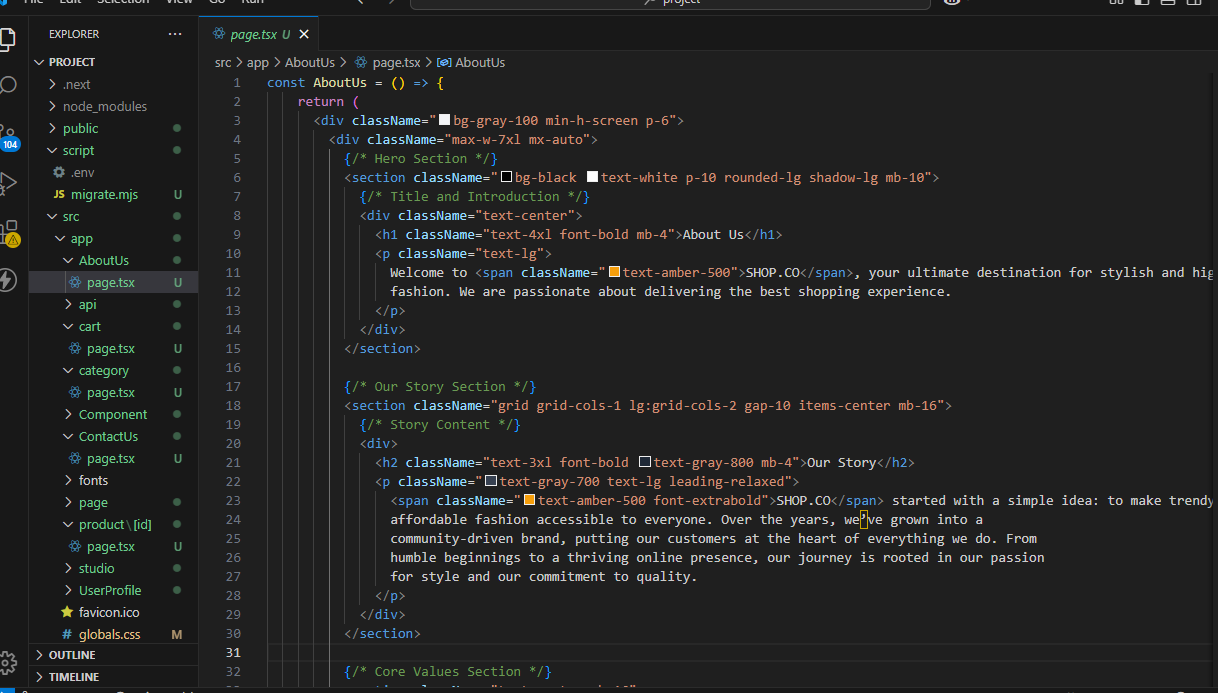 File Edit Selection View Go Run
project
EXPLORER
PROJECT
.next
node_modules
public
script
.env
JS migrate.mjs U
src
app
AboutUs
page.tsx U
api
cart
page.tsx U
category
page.tsx U
Component
ContactUs
page.tsx U
fonts
page
product\[id]
page.tsx U
studio
UserProfile
favicon.ico
# globals.css M
OUTLINE
TIMELINE
104
page.tsx U
src > app > AboutUs > page.tsx > AboutUs
1 const AboutUs = () => {
2 return (
3 <div className="bg-gray-100 min-h-screen p-6">
4 <div className="max-w-7xl mx-auto">
5 {/* Hero Section */}
6 <section className="bg-black text-white p-10 rounded-lg shadow-lg mb-10">
7 {/* Title and Introduction */}
8 <div className="text-center">
9 <h1 className="text-4xl font-bold mb-4">About Us</h1>
10 <p className="text-lg">
11 Welcome to <span className="text-amber-500">SHOP.CO</span>, your ultimate destination for stylish and hig
12 fashion. We are passionate about delivering the best shopping experience.
13 </p>
14 </div>
15 </section>
16
17 {/* Our Story Section */}
18 <section className="grid grid-cols-1 lg:grid-cols-2 gap-10 items-center mb-16">
19 {/* Story Content */}
20 <div>
21 <h2 className="text-3xl font-bold text-gray-800 mb-4">Our Story</h2>
22 <p className="text-gray-700 text-lg leading-relaxed">
23 <span className="text-amber-500 font-extrabold">SHOP.CO</span> started with a simple idea: to make trendy
24 affordable fashion accessible to everyone. Over the years, we’ve grown into a
25 community-driven brand, putting our customers at the heart of everything we do. From
26 humble beginnings to a thriving online presence, our journey is rooted in our passion
27 for style and our commitment to quality.
28 </p>
29 </div>
30 </section>
31
32 {/* Core Values Section */}